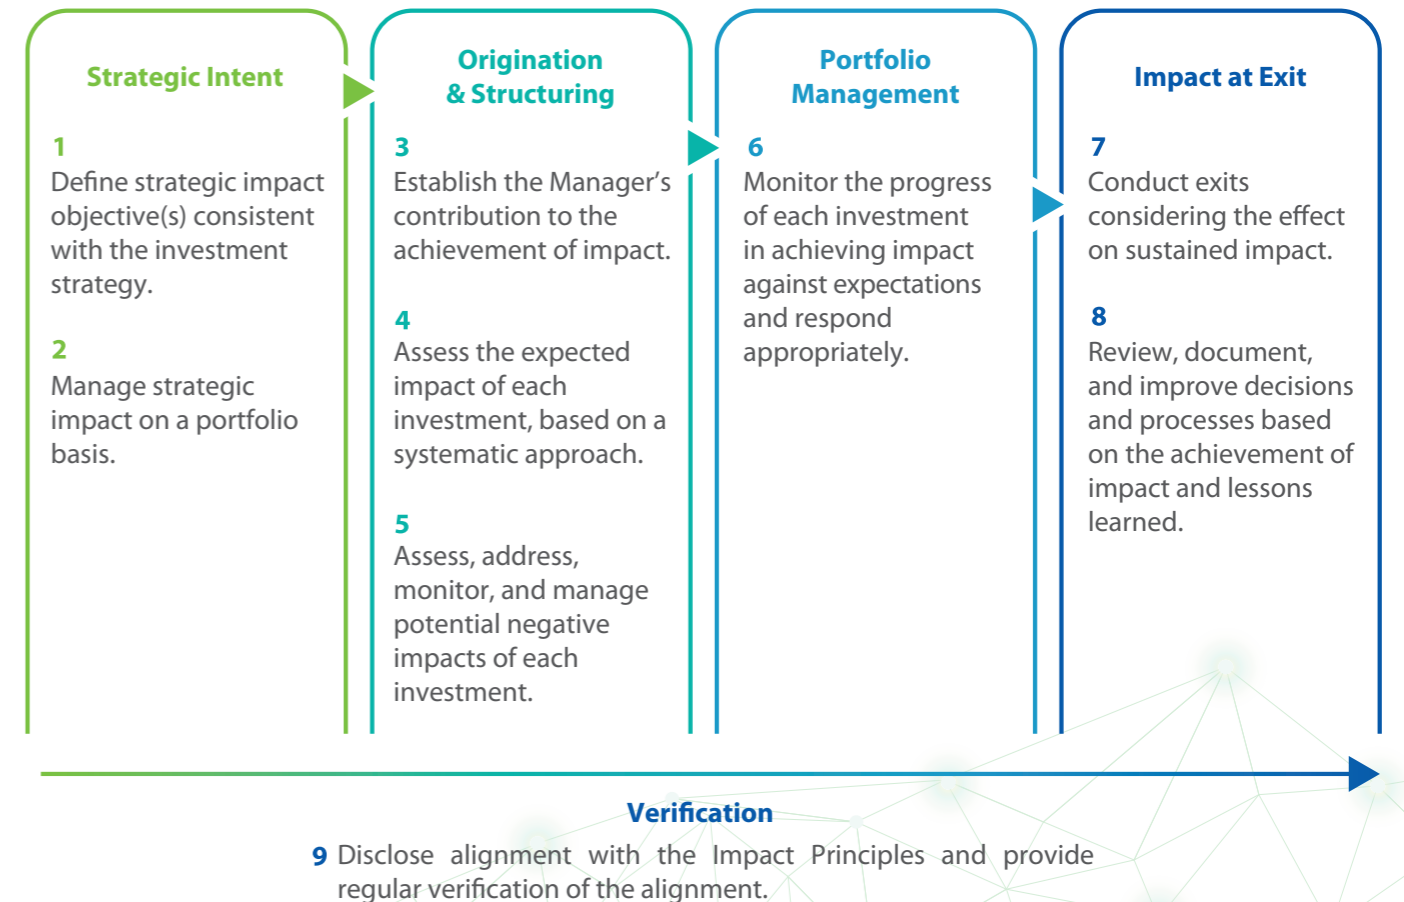 Strategic Intent
1
Define strategic impact
objective(s) consistent
with the investment
strategy.
2
Manage strategic
impact on a portfolio
basis.
Origination
& Structuring
3
Establish the Manager’s
contribution to the
achievement of impact.
4
Assess the expected
impact of each
investment, based on a
systematic approach.
5
Assess, address,
monitor, and manage
potential negative
impacts of each
investment.
Portfolio
Management
6
Monitor the progress
of each investment
in achieving impact
against expectations
and respond
appropriately.
Impact at Exit
7
Conduct exits
considering the effect
on sustained impact.
8
Review, document,
and improve decisions
and processes based
on the achievement of
impact and lessons
learned.
Verification
9 Disclose alignment with the Impact Principles and provide
regular verification of the alignment.